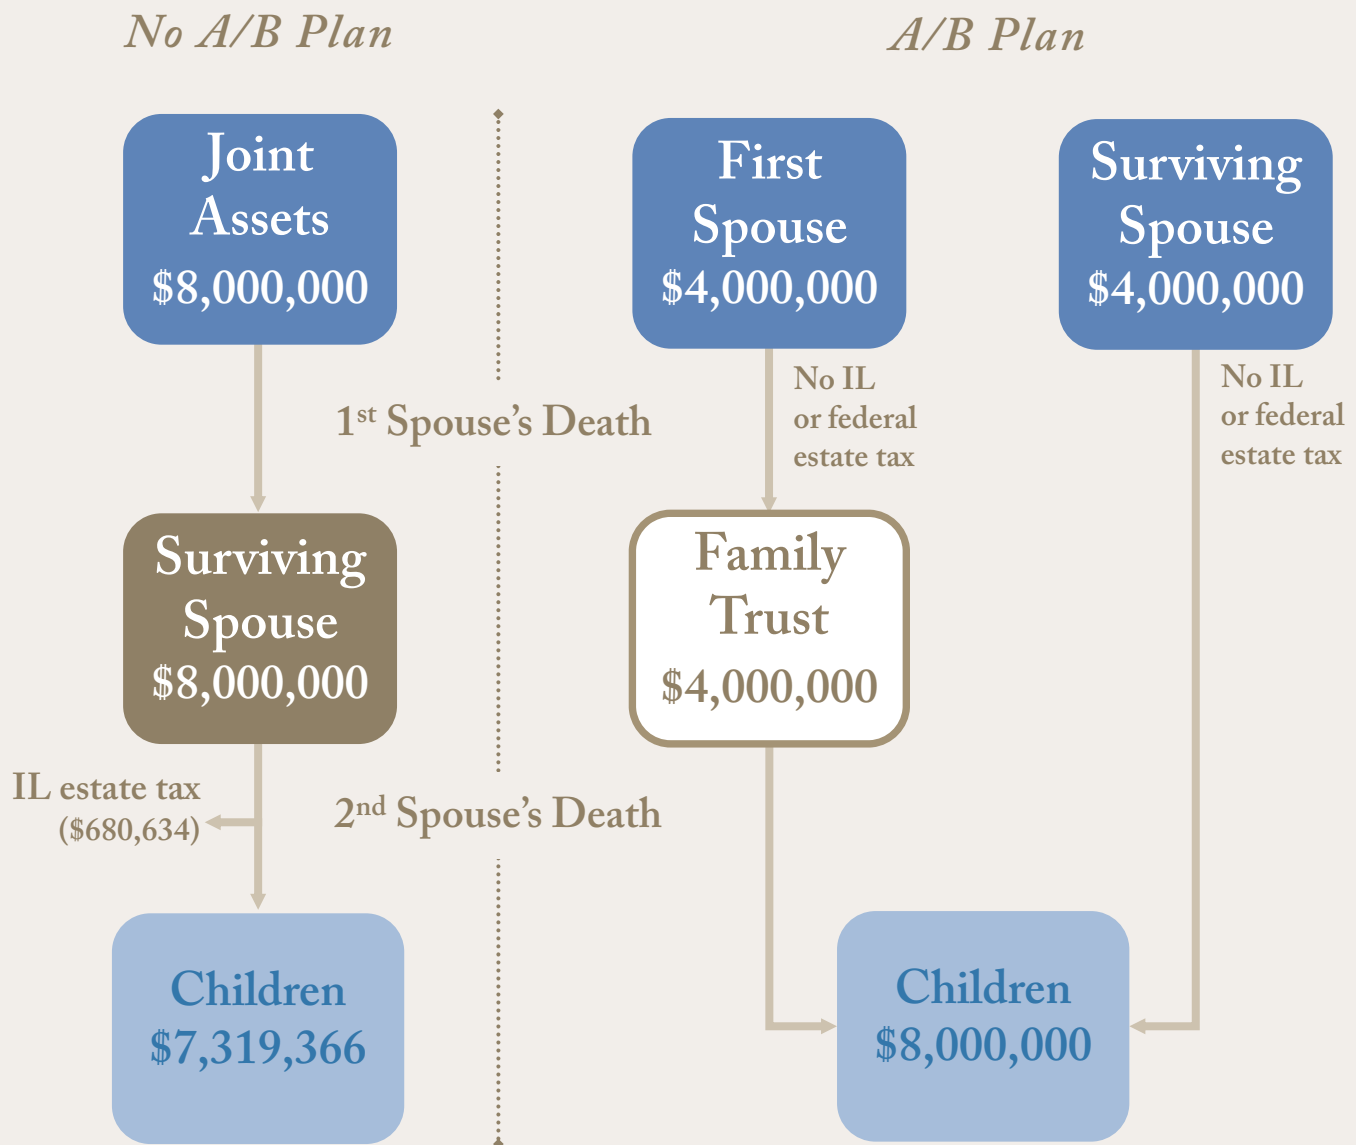 No A/B Plan
A/B Plan
Joint
Assets
$8,000,000
First
Spouse
$4,000,000
Surviving
Spouse
$4,000,000
No IL
or federal
estate tax
No IL
or federal
estate tax
1st Spouse’s Death
Surviving
Spouse
$8,000,000
Family
Trust
$4,000,000
IL estate tax
($680,634)
2nd Spouse’s Death
Children
$7,319,366
Children
$8,000,000